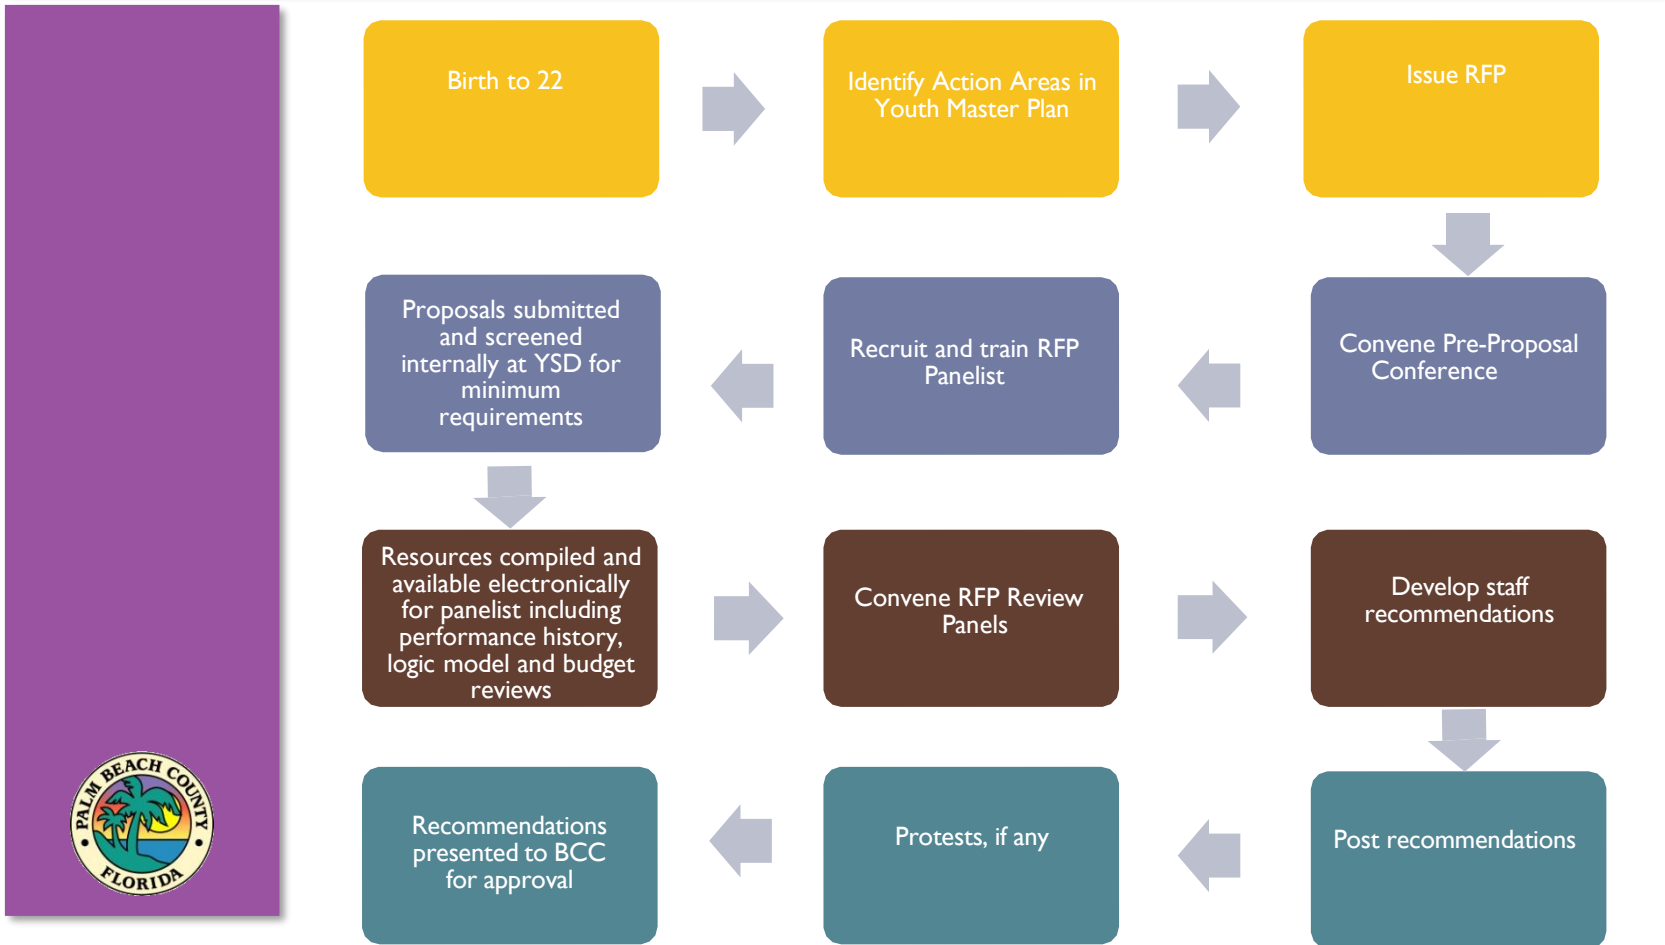 Birth to 22
Identify Action Areas in
Youth Master Plan
Issue RFP
Convene Pre-Proposal
Conference
Recruit and train RFP
Panelist
Proposals submitted
and screened
internally at YSD for
minimum
requirements
Resources compiled and
available electronically
for panelist including
performance history,
logic model and budget
reviews
Convene RFP Review
Panels
Develop staff
recommendations
Post recommendations
Protests, if any
Recommendations
presented to BCC
for approval
PALM BEACH COUNTY
FLORIDA